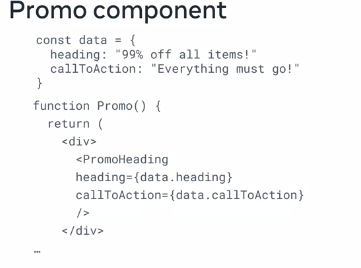 Promo component
const data = {
  heading: "99% off all items!"
  callToAction: "Everything must go!"
}
function Promo() {
  return (
    <div>
      <PromoHeading
      heading={data.heading}
      callToAction={data.callToAction}
      />
    </div>
…